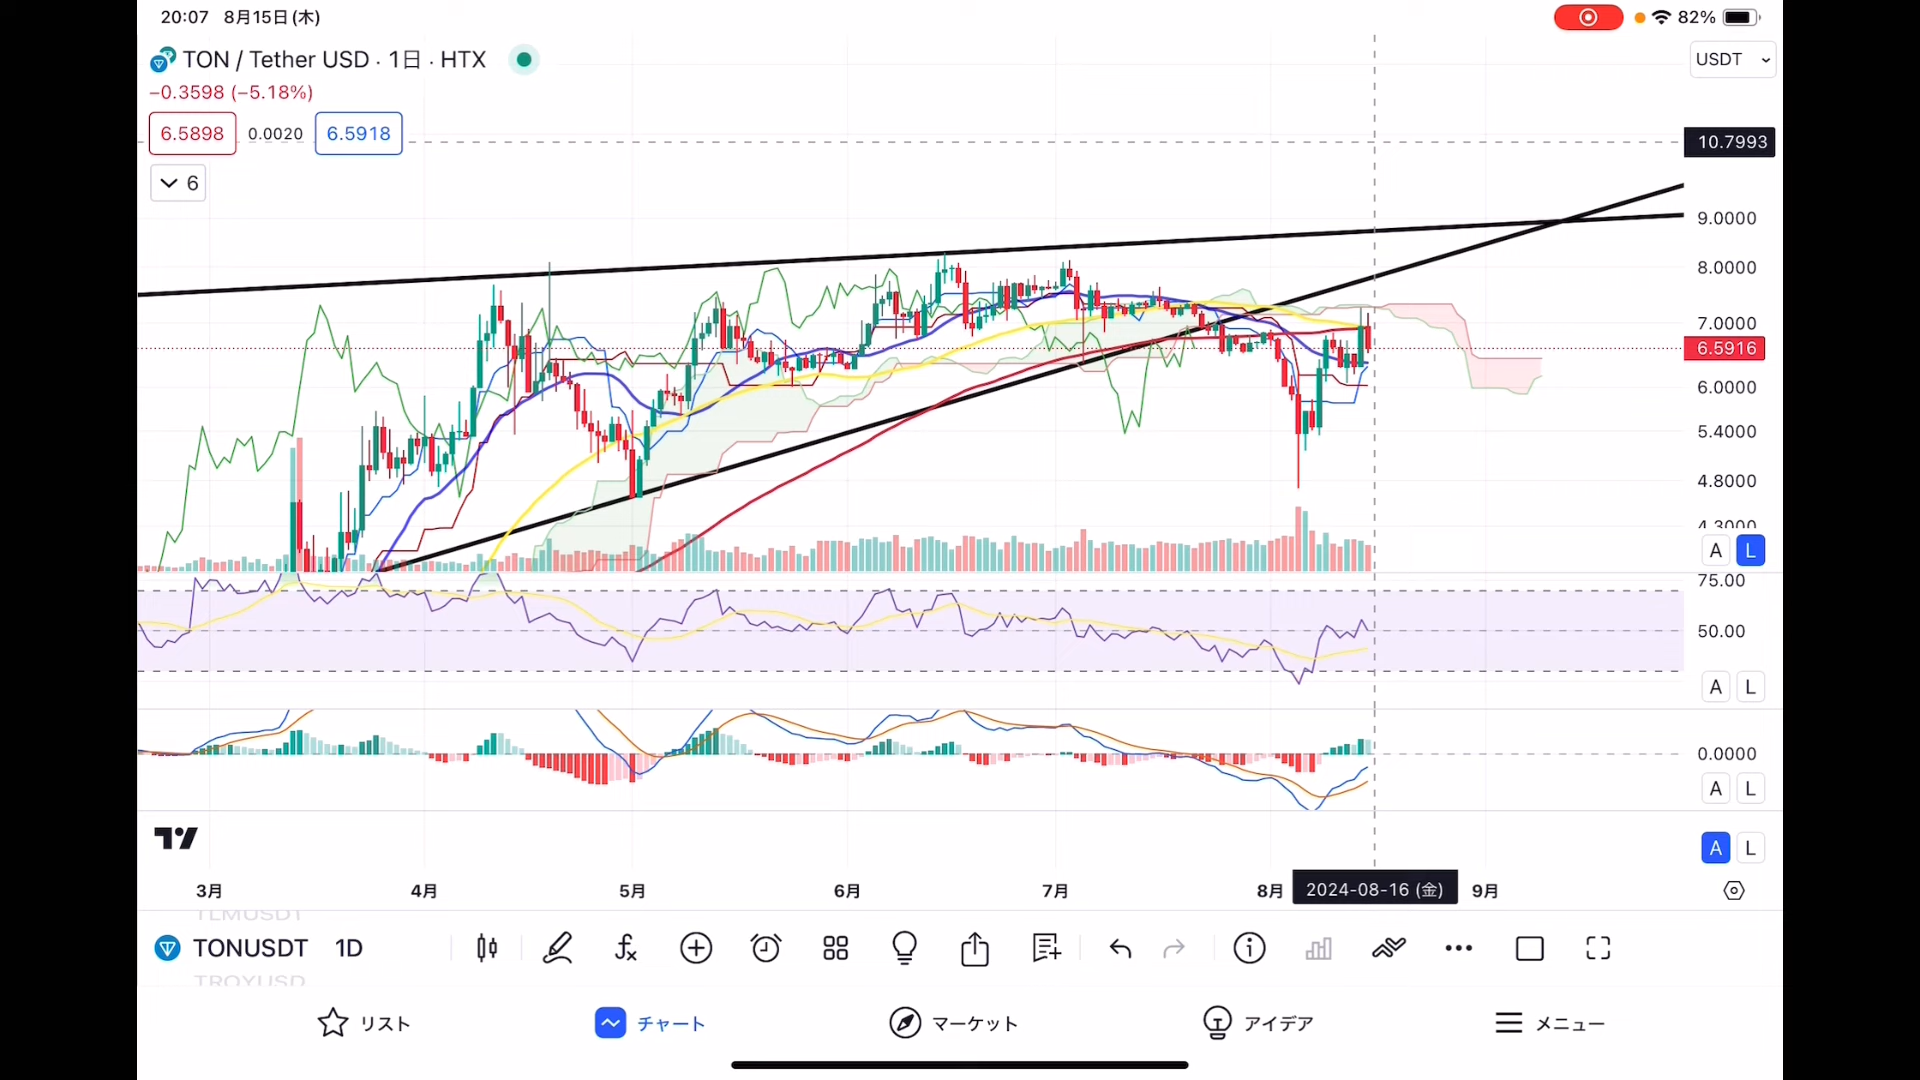 20:07 8月15日(木)
82%
TON / Tether USD · 1日 · HTX
USDT
−0.3598 (−5.18%)
6.5898 0.0020 6.5918
10.7993
6
9.0000
8.0000
7.0000
6.5916
6.0000
5.4000
4.8000
4.3000
A L
75.00
50.00
A L
0.0000
A L
A L
3月 4月 5月 6月 7月 8月 2024-08-16 (金) 9月
TLMUSDT
TONUSDT 1D
TROYUSD
リスト チャート マーケット アイデア メニュー